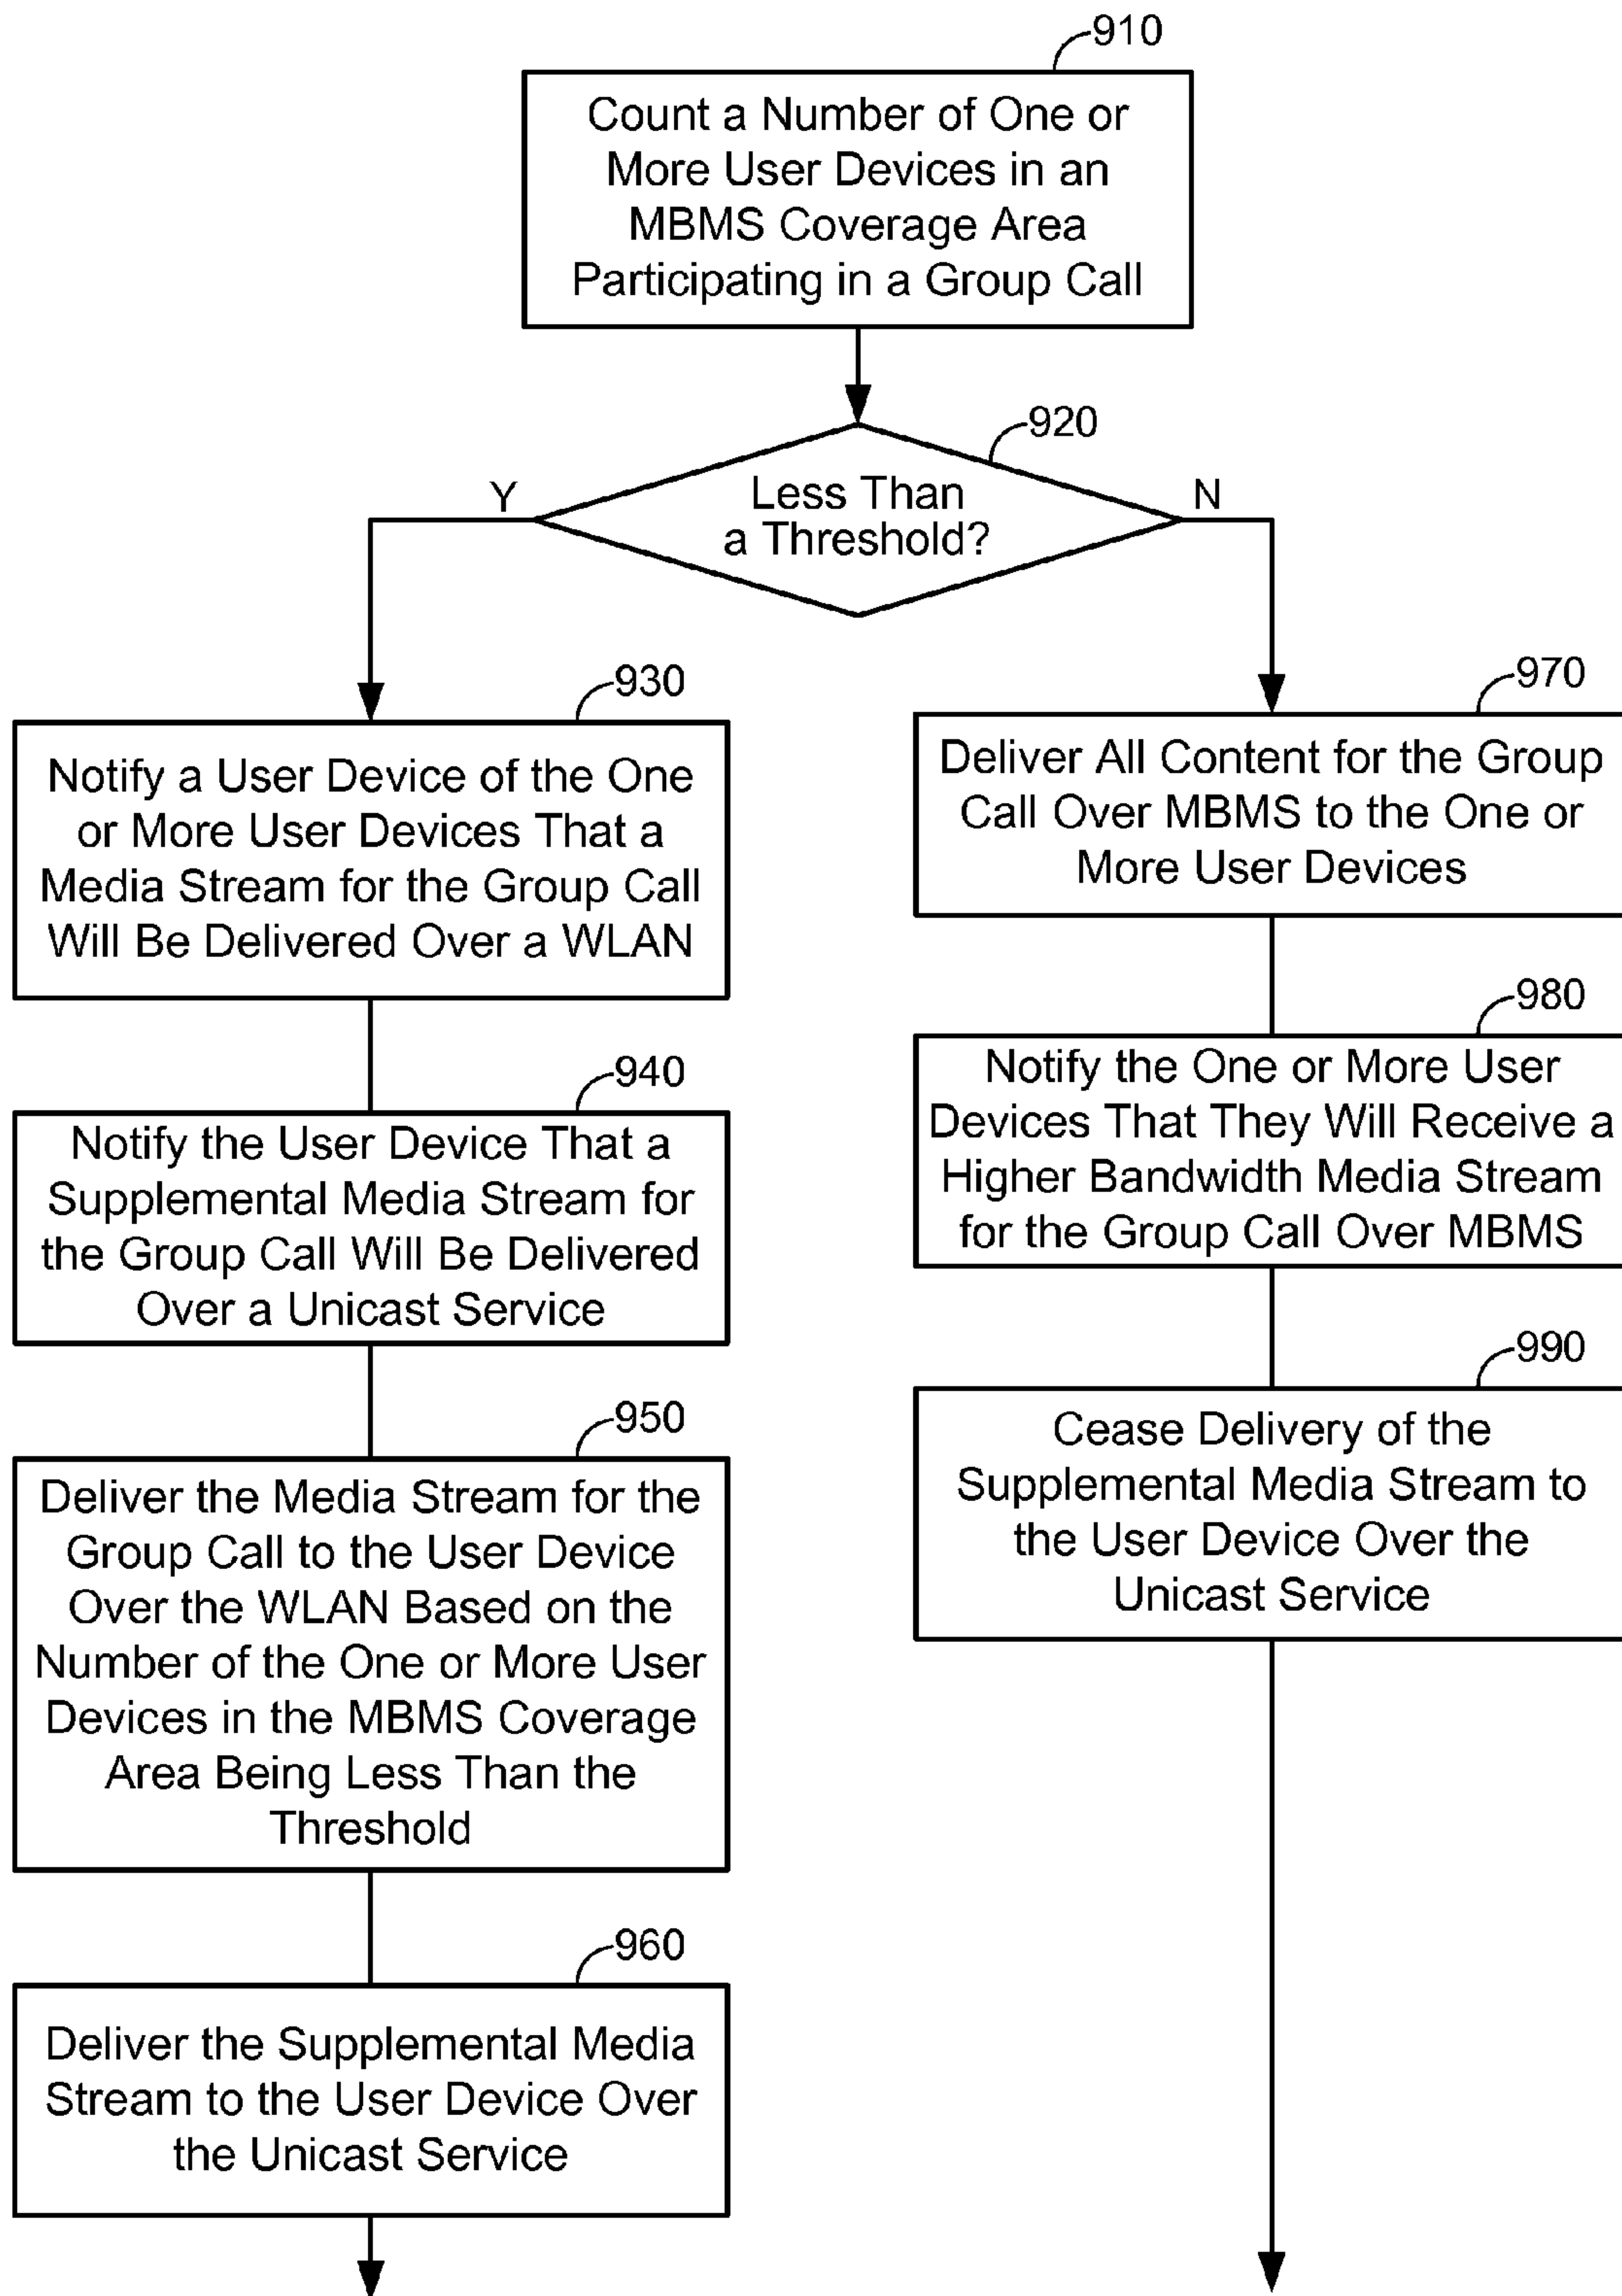 910
Count a Number of One or
More User Devices in an
MBMS Coverage Area
Participating in a Group Call
920
Less Than
a Threshold?
Y
N
930
Notify a User Device of the One
or More User Devices That a
Media Stream for the Group Call
Will Be Delivered Over a WLAN
940
Notify the User Device That a
Supplemental Media Stream for
the Group Call Will Be Delivered
Over a Unicast Service
950
Deliver the Media Stream for the
Group Call to the User Device
Over the WLAN Based on the
Number of the One or More User
Devices in the MBMS Coverage
Area Being Less Than the
Threshold
960
Deliver the Supplemental Media
Stream to the User Device Over
the Unicast Service
970
Deliver All Content for the Group
Call Over MBMS to the One or
More User Devices
980
Notify the One or More User
Devices That They Will Receive a
Higher Bandwidth Media Stream
for the Group Call Over MBMS
990
Cease Delivery of the
Supplemental Media Stream to
the User Device Over the
Unicast Service